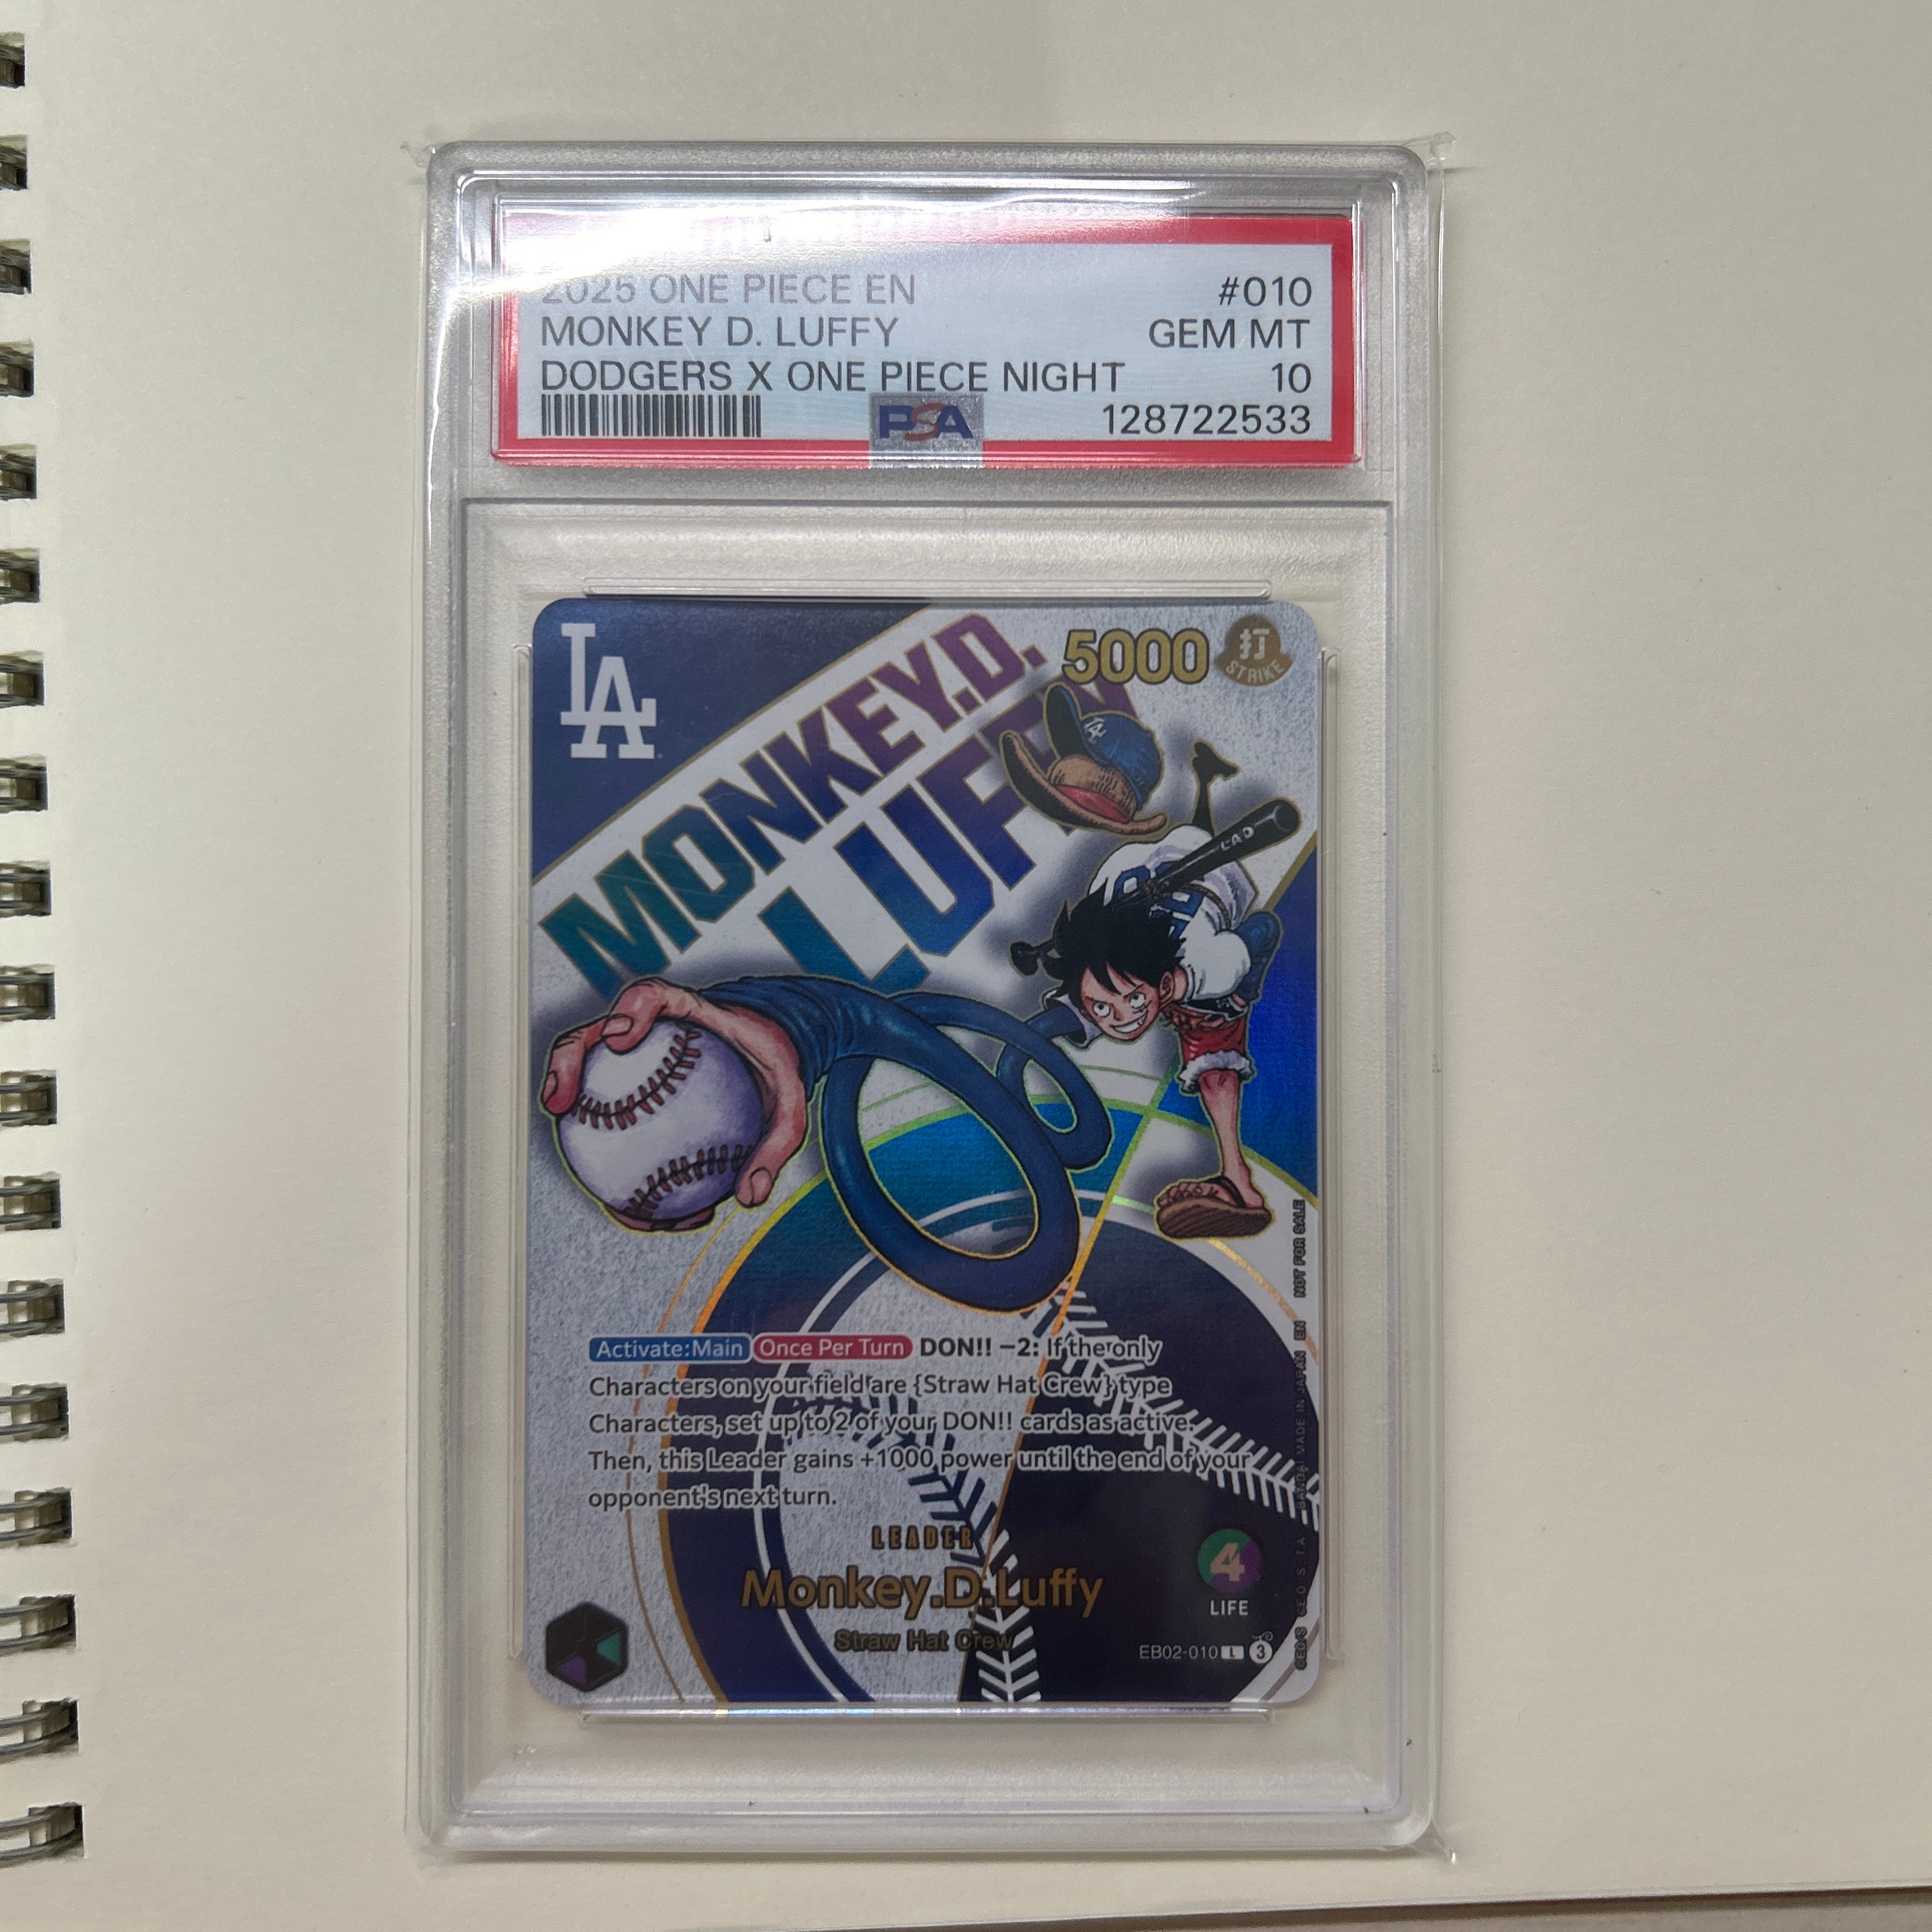 2025 ONE PIECE EN #010
MONKEY D. LUFFY GEM MT
DODGERS X ONE PIECE NIGHT 10
PSA 128722533
LA
5000 打
STRIKE
MONKEY.D.
LUFFY
LA
LAD
Activate:Main Once Per Turn DON!! −2: If the only
Characters on your field are {Straw Hat Crew} type
Characters, set up to 2 of your DON!! cards as active.
Then, this Leader gains +1000 power until the end of your
opponent's next turn.
LEADER
Monkey.D.Luffy
Straw Hat Crew
4
LIFE
EB02-010 L 3
BANDAI MADE IN JAPAN EN NOT FOR SALE